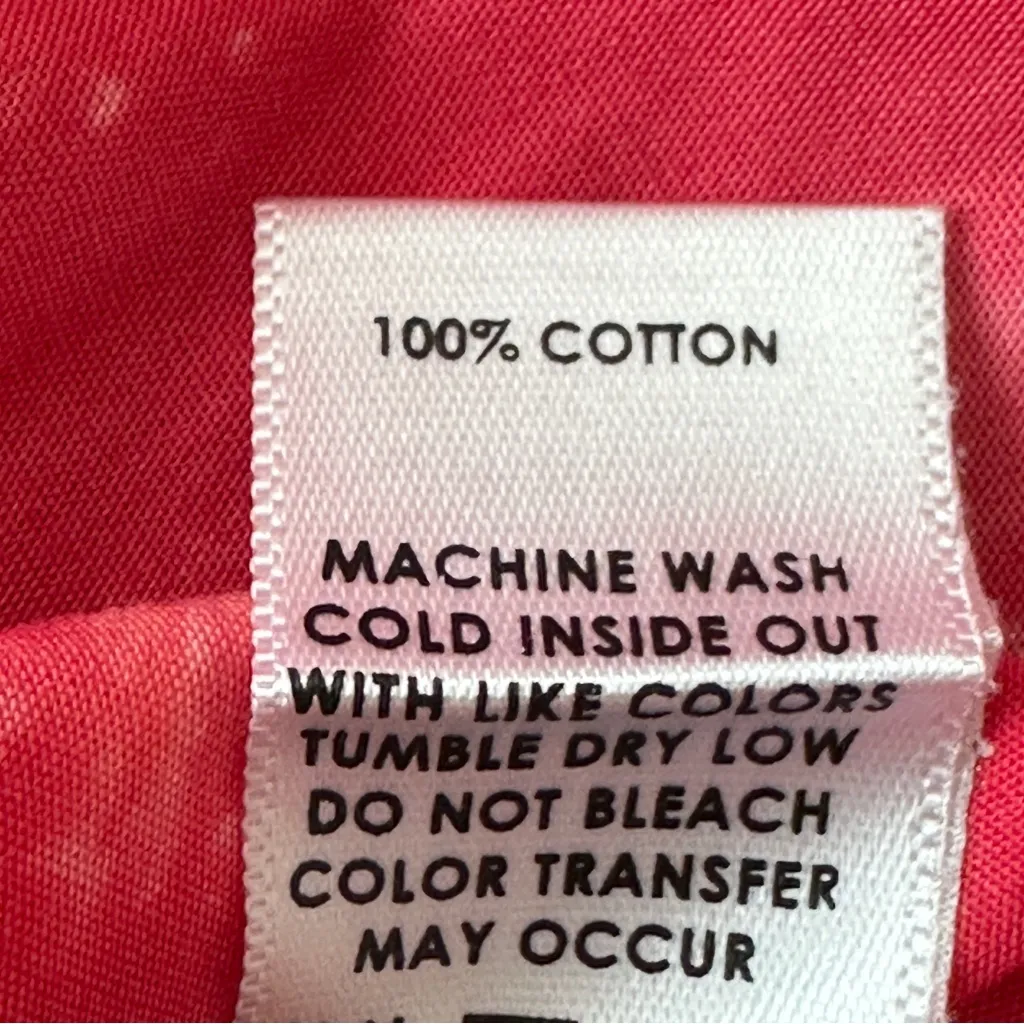 100% COTTON
MACHINE WASH
COLD INSIDE OUT
WITH LIKE COLORS
TUMBLE DRY LOW
DO NOT BLEACH
COLOR TRANSFER
MAY OCCUR